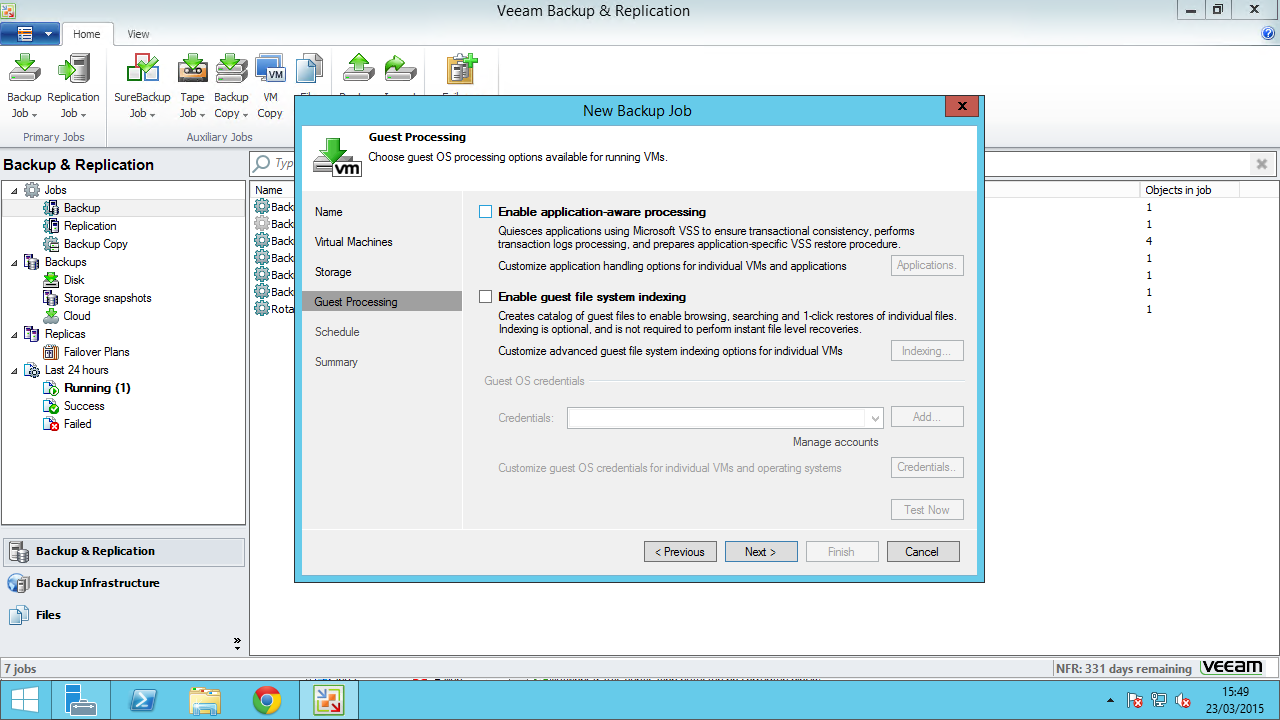 Veeam Backup & Replication
Home
View
Backup Job
Replication Job
SureBackup Job
Tape Job
Backup Copy
VM Copy
VM
Primary Jobs
Auxiliary Jobs
Backup & Replication
Jobs
Backup
Replication
Backup Copy
Backups
Disk
Storage snapshots
Cloud
Replicas
Failover Plans
Last 24 hours
Running (1)
Success
Failed
Backup & Replication
Backup Infrastructure
Files
Typ
Name
Objects in job
Back
1
Back
1
Back
4
Back
1
Back
1
Back
1
Rota
1
New Backup Job
X
vm
Guest Processing
Choose guest OS processing options available for running VMs.
Name
Virtual Machines
Storage
Guest Processing
Schedule
Summary
Enable application-aware processing
Quiesces applications using Microsoft VSS to ensure transactional consistency, performs
transaction logs processing, and prepares application-specific VSS restore procedure.
Customize application handling options for individual VMs and applications
Applications.
Enable guest file system indexing
Creates catalog of guest files to enable browsing, searching and 1-click restores of individual files.
Indexing is optional, and is not required to perform instant file level recoveries.
Customize advanced guest file system indexing options for individual VMs
Indexing...
Guest OS credentials
Credentials:
Add...
Manage accounts
Customize guest OS credentials for individual VMs and operating systems
Credentials..
Test Now
< Previous
Next >
Finish
Cancel
7 jobs
NFR: 331 days remaining
veeam
15:49
23/03/2015